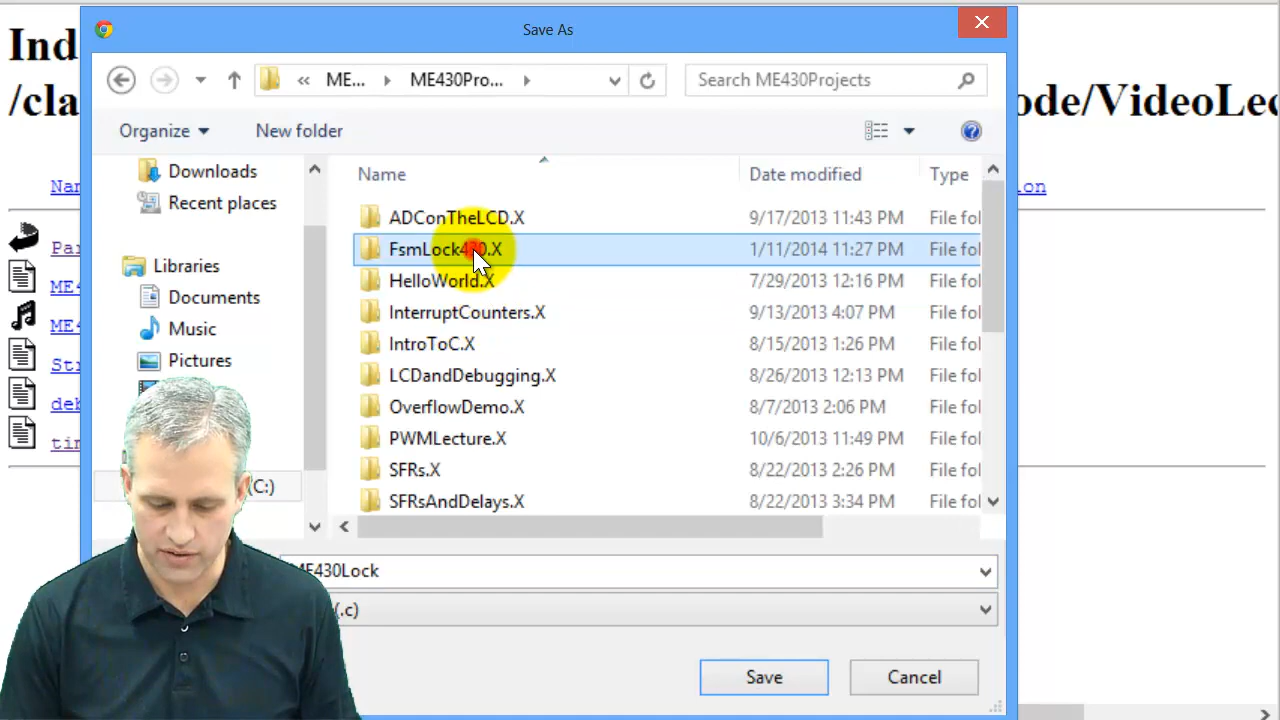 Save As
Ind
/cla
ode/VideoLec
ME...
ME430Pro...
Search ME430Projects
Organize
New folder
Nar
ion
Par
ME4
ME4
Str
deb
tim
Downloads
Recent places
Libraries
Documents
Music
Pictures
(C:)
Name Date modified Type
ADConTheLCD.X 9/17/2013 11:43 PM File fol
FsmLock430.X 1/11/2014 11:27 PM File fol
HelloWorld.X 7/29/2013 12:16 PM File fol
InterruptCounters.X 9/13/2013 4:07 PM File fol
IntroToC.X 8/15/2013 1:26 PM File fol
LCDandDebugging.X 8/26/2013 12:13 PM File fol
OverflowDemo.X 8/7/2013 2:06 PM File fol
PWMLecture.X 10/6/2013 11:49 PM File fol
SFRs.X 8/22/2013 2:26 PM File fol
SFRsAndDelays.X 8/22/2013 3:34 PM File fol
ME430Lock
(.c)
Save
Cancel